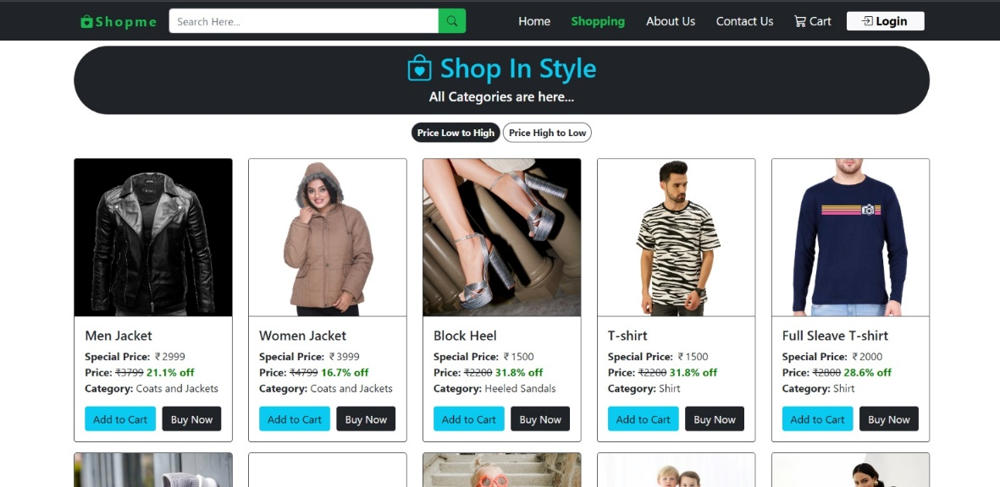 Shopme
Search Here...
Home
Shopping
About Us
Contact Us
Cart
Login
Shop In Style
All Categories are here...
Price Low to High
Price High to Low
Men Jacket
Special Price: ₹2999
Price: ₹3799 21.1% off
Category: Coats and Jackets
Add to Cart
Buy Now
Women Jacket
Special Price: ₹3999
Price: ₹4799 16.7% off
Category: Coats and Jackets
Add to Cart
Buy Now
Block Heel
Special Price: ₹1500
Price: ₹2200 31.8% off
Category: Heeled Sandals
Add to Cart
Buy Now
T-shirt
Special Price: ₹1500
Price: ₹2200 31.8% off
Category: Shirt
Add to Cart
Buy Now
Full Sleave T-shirt
Special Price: ₹2000
Price: ₹2800 28.6% off
Category: Shirt
Add to Cart
Buy Now